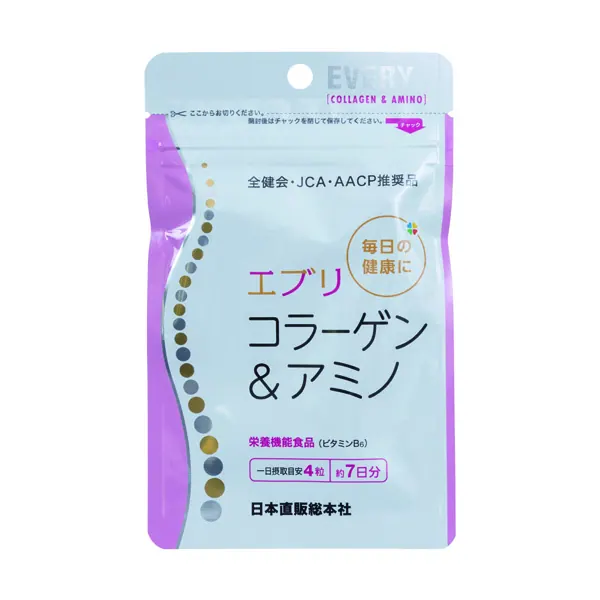 EVERY
[COLLAGEN & AMINO]
ここからお切りください。
開封後はチャックを閉じて保存してください。
チャック
全健会・JCA・AACP推奨品
毎日の
健康に
エブリ
コラーゲン
&アミノ
栄養機能食品(ビタミンB6)
一日摂取目安4粒 約7日分
日本直販総本社